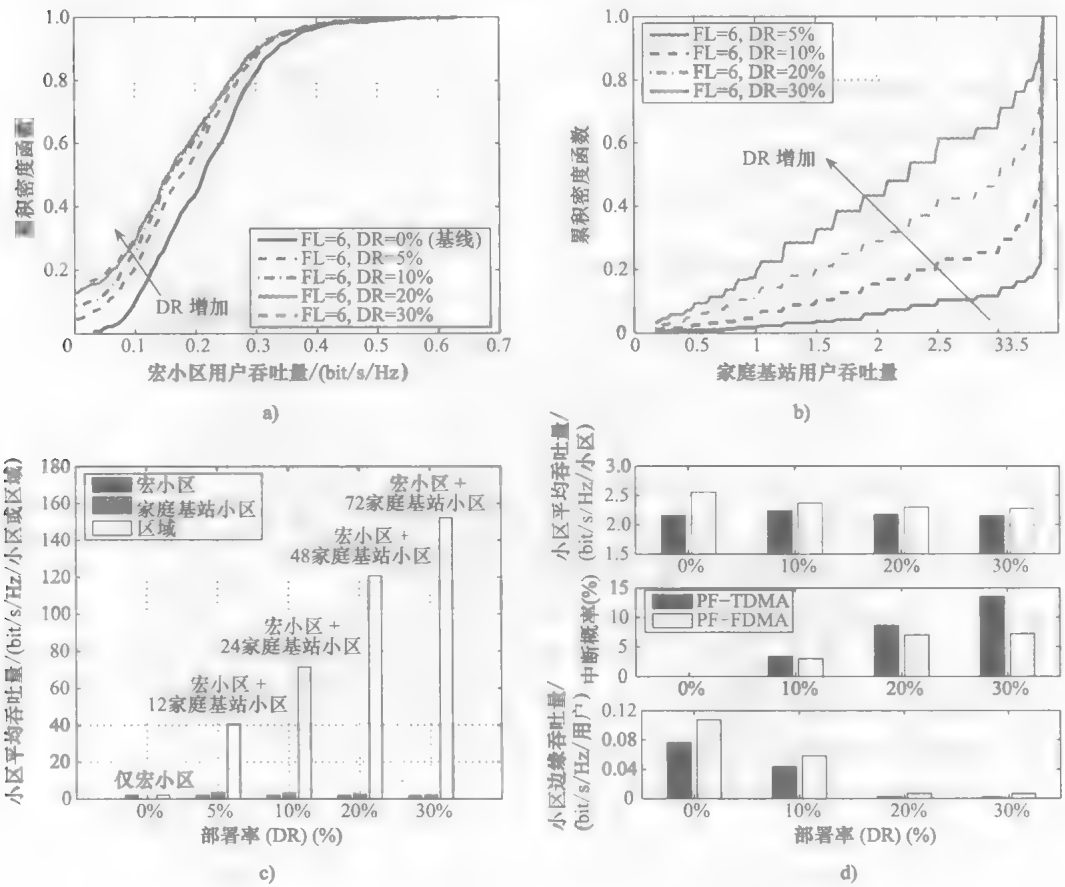 1.0
0.8
0.6
0.4
0.2
0
0.1
0.2
0.3
0.4
0.5
0.6
0.7
积密度函
DR 增加
FL=6, DR=0% (基线)
FL=6, DR=5%
FL=6, DR=10%
FL=6, DR=20%
FL=6, DR=30%
宏小区用户吞吐量/(bit/s/Hz)
a)
1.0
0.8
0.6
0.4
0.2
0
0
1
1.5
2
2.5
33.5
累积密度函数
FL=6, DR=5%
FL=6, DR=10%
FL=6, DR=20%
FL=6, DR=30%
DR 增加
家庭基站用户吞吐量
b)
小区平均吞吐量/(bit/s/Hz/小区或区域)
180
160
140
120
100
80
60
40
20
0
宏小区
家庭基站小区
区域
仅宏小区
宏小区 +
12家庭基站小区
宏小区 +
24家庭基站小区
宏小区 +
48家庭基站小区
宏小区 +
72家庭基站小区
0%
5%
10%
20%
30%
部署率 (DR) (%)
c)
小区平均吞吐量/
(bit/s/Hz/小区)
3.0
2.5
2.0
1.5
0%
10%
20%
30%
中断概率(%)
15
10
5
0
PF-TDMA
PF-FDMA
0%
10%
20%
30%
小区边缘吞吐量/
(bit/s/Hz/用户)
0.12
0.08
0.04
0
0%
10%
20%
30%
部署率 (DR) (%)
d)